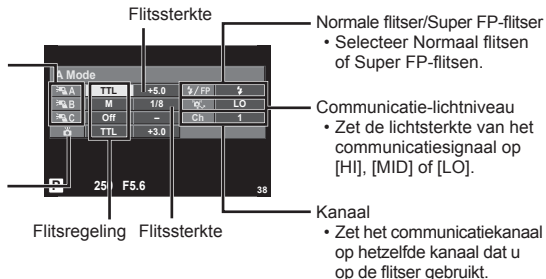 Flitssterkte
Normale flitser/Super FP-flitser
• Selecteer Normaal flitsen
of Super FP-flitsen.
A Mode
A TTL +5.0 /FP
B M 1/8 LO
C Off – Ch 1
TTL +3.0
P 250 F5.6 38
Communicatie-lichtniveau
• Zet de lichtsterkte van het
communicatiesignaal op
[HI], [MID] of [LO].
Kanaal
• Zet het communicatiekanaal
op hetzelfde kanaal dat u
op de flitser gebruikt.
Flitsregeling Flitssterkte